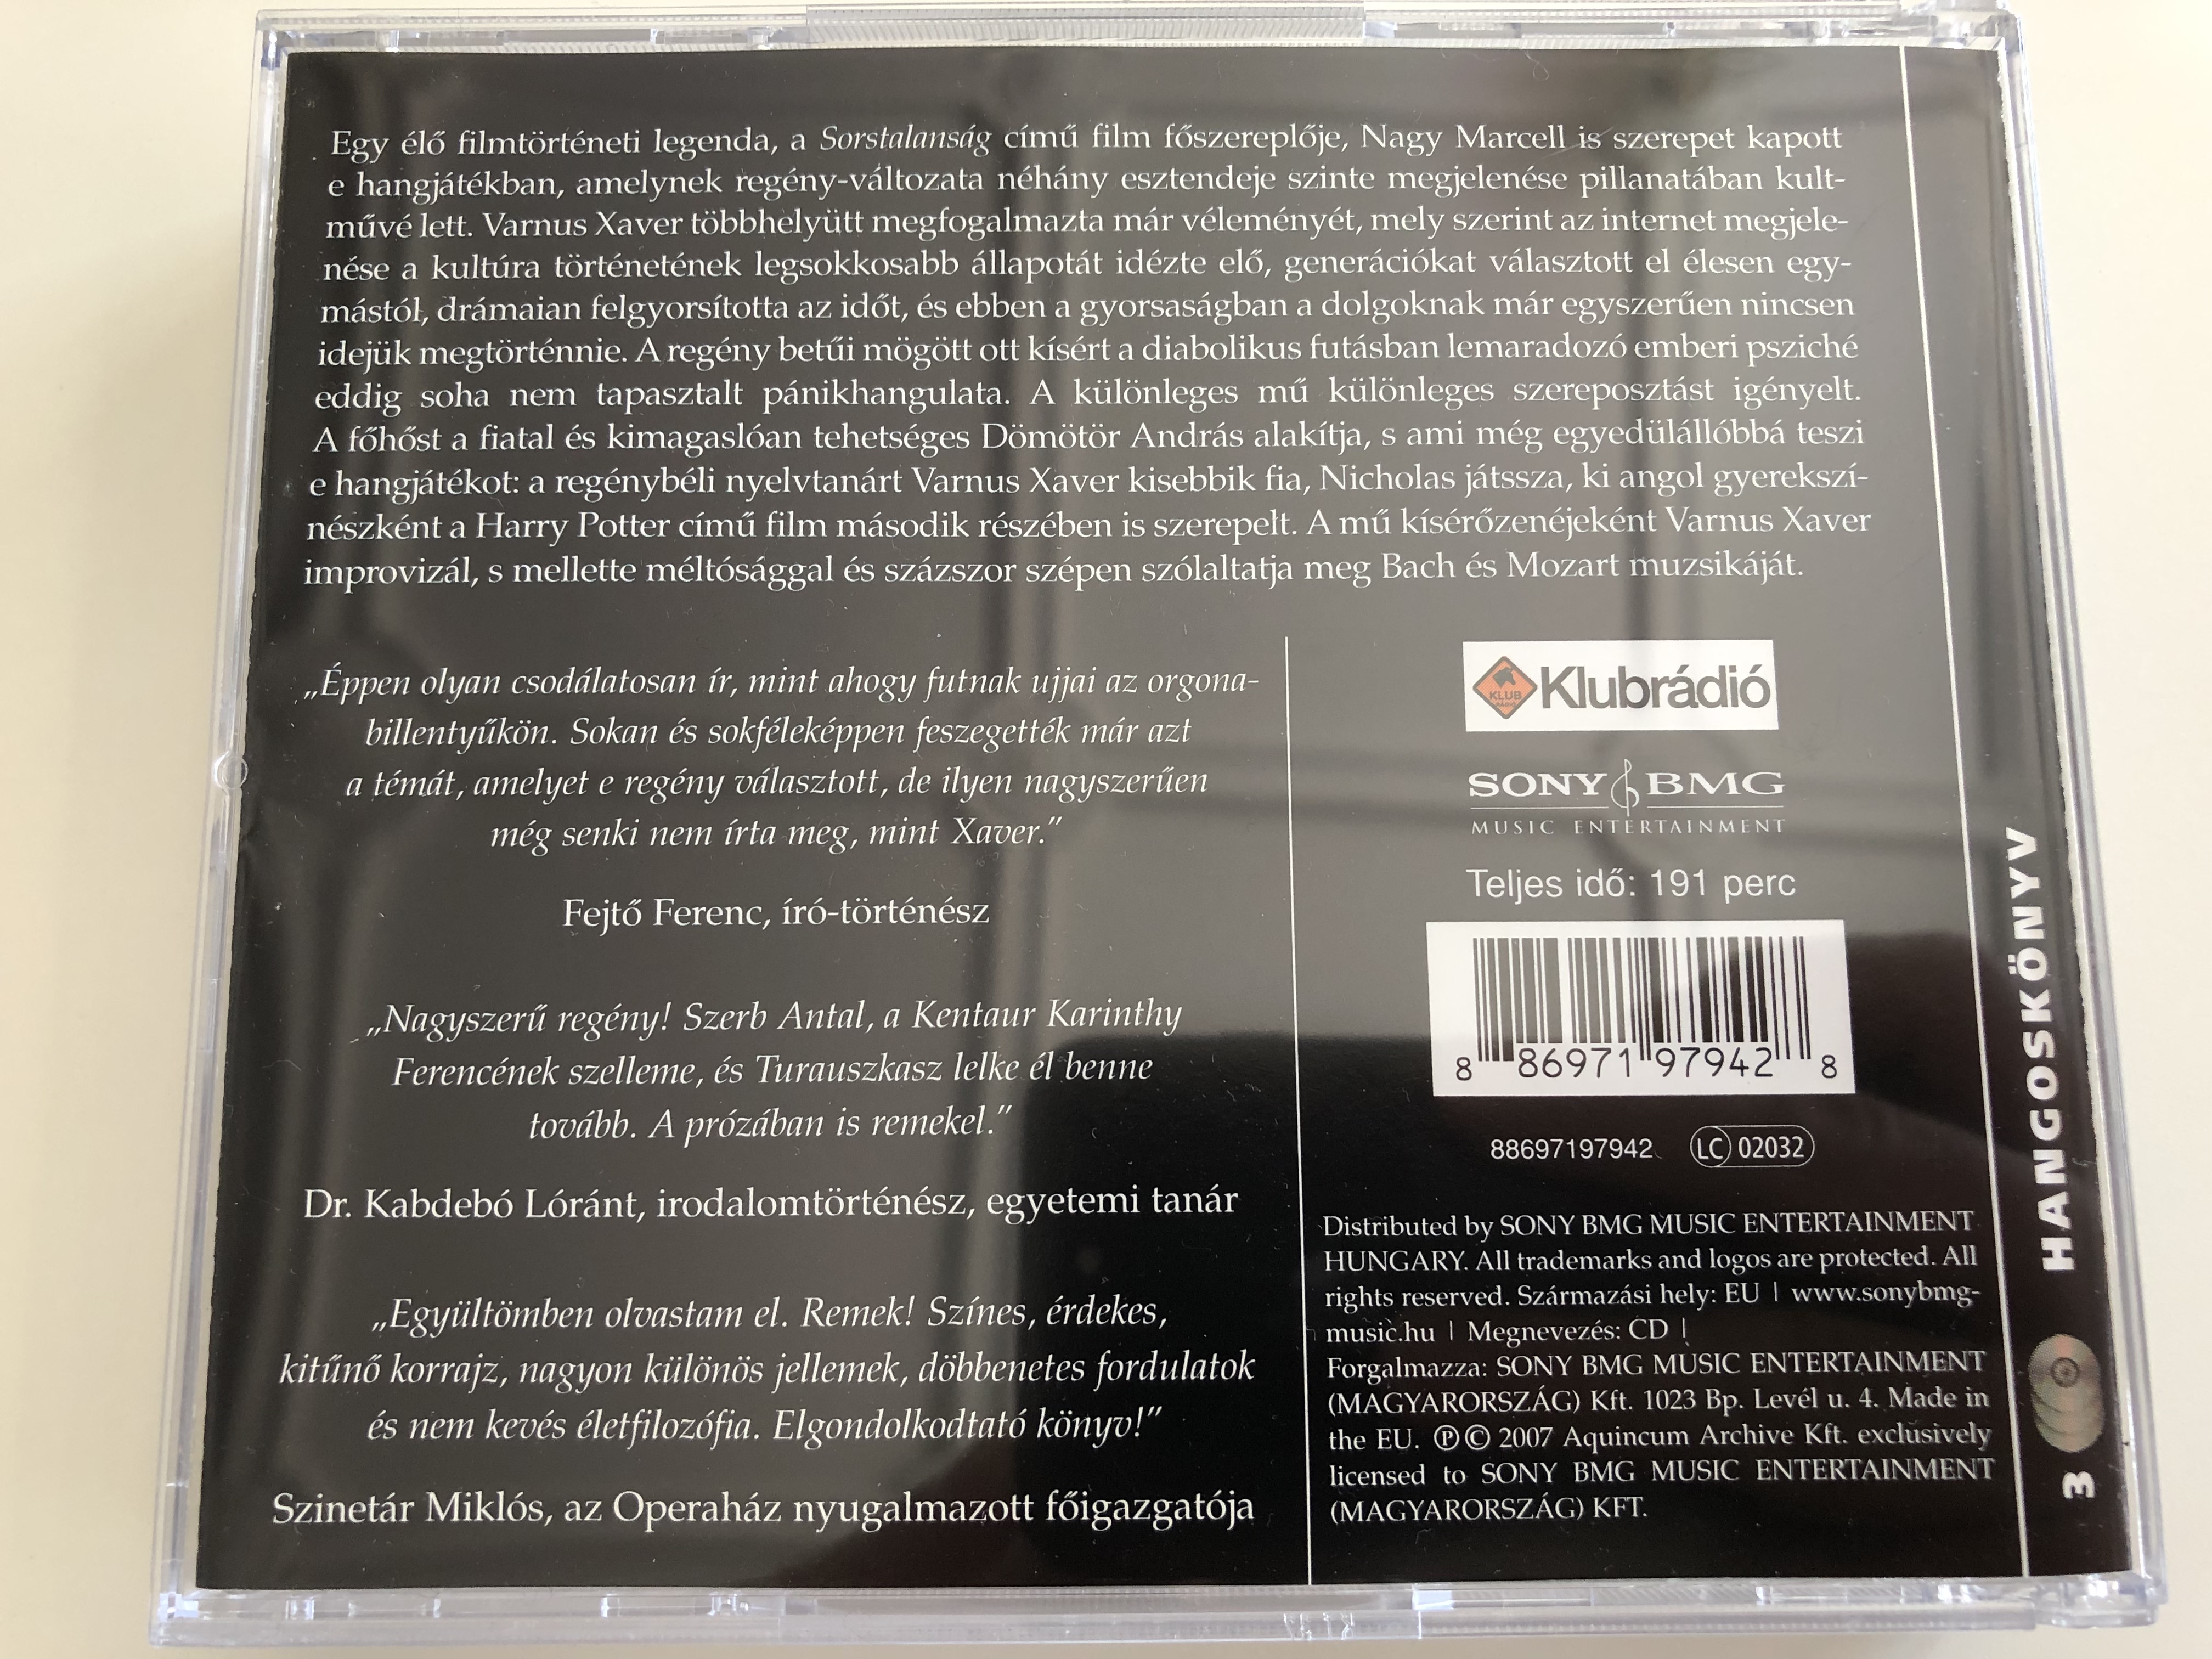 Egy élő filmtörténeti legenda, a Sorstalanság című film főszereplője, Nagy Marcell is szerepet kapott
e hangjátékban, amelynek regény-változata néhány esztendeje szinte megjelenése pillanatában kult-
művé lett. Varnus Xaver többhelyütt megfogalmazta már véleményét, mely szerint az internet megjele-
nése a kultúra történetének legsokkosabb állapotát idézte elő, generációkat választott el élesen egy-
mástól, drámaian felgyorsította az időt, és ebben a gyorsaságban a dolgoknak már egyszerűen nincsen
idejük megtörténnie. A regény betűi mögött ott kísért a diabolikus futásban lemaradozó emberi psziché
eddig soha nem tapasztalt pánikhangulata. A különleges mű különleges szereposztást igényelt.
A főhőst a fiatal és kimagaslóan tehetséges Dömötör András alakítja, s ami még egyedülállóbbá teszi
e hangjátékot: a regénybéli nyelvtanárt Varnus Xaver kisebbik fia, Nicholas játssza, ki angol gyerekszí-
nészként a Harry Potter című film második részében is szerepelt. A mű kísérőzenéjeként Varnus Xaver
improvizál, s mellette méltósággal és százszor szépen szólaltatja meg Bach és Mozart muzsikáját.
„Éppen olyan csodálatosan ír, mint ahogy futnak ujjai az orgona-
billentyűkön. Sokan és sokféleképpen feszegették már azt
a témát, amelyet e regény választott, de ilyen nagyszerűen
még senki nem írta meg, mint Xaver.”
Fejtő Ferenc, író-történész
„Nagyszerű regény! Szerb Antal, a Kentaur Karinthy
Ferencének szelleme, és Turauszkasz lelke él benne
tovább. A prózában is remekel.”
Dr. Kabdebó Lóránt, irodalomtörténész, egyetemi tanár
„Együltömben olvastam el. Remek! Színes, érdekes,
kitűnő korrajz, nagyon különös jellemek, döbbenetes fordulatok
és nem kevés életfilozófia. Elgondolkodtató könyv!”
Szinetár Miklós, az Operaház nyugalmazott főigazgatója
KLUB RÁDIÓ
Klubrádió
SONY BMG
MUSIC ENTERTAINMENT
Teljes idő: 191 perc
8 86971 97942 8
88697197942 LC 02032
Distributed by SONY BMG MUSIC ENTERTAINMENT
HUNGARY. All trademarks and logos are protected. All
rights reserved. Származási hely: EU | www.sonybmg-
music.hu | Megnevezés: CD |
Forgalmazza: SONY BMG MUSIC ENTERTAINMENT
(MAGYARORSZÁG) Kft. 1023 Bp. Levél u. 4. Made in
the EU. ℗© 2007 Aquincum Archive Kft. exclusively
licensed to SONY BMG MUSIC ENTERTAINMENT
(MAGYARORSZÁG) KFT.
3 HANGOSKÖNYV